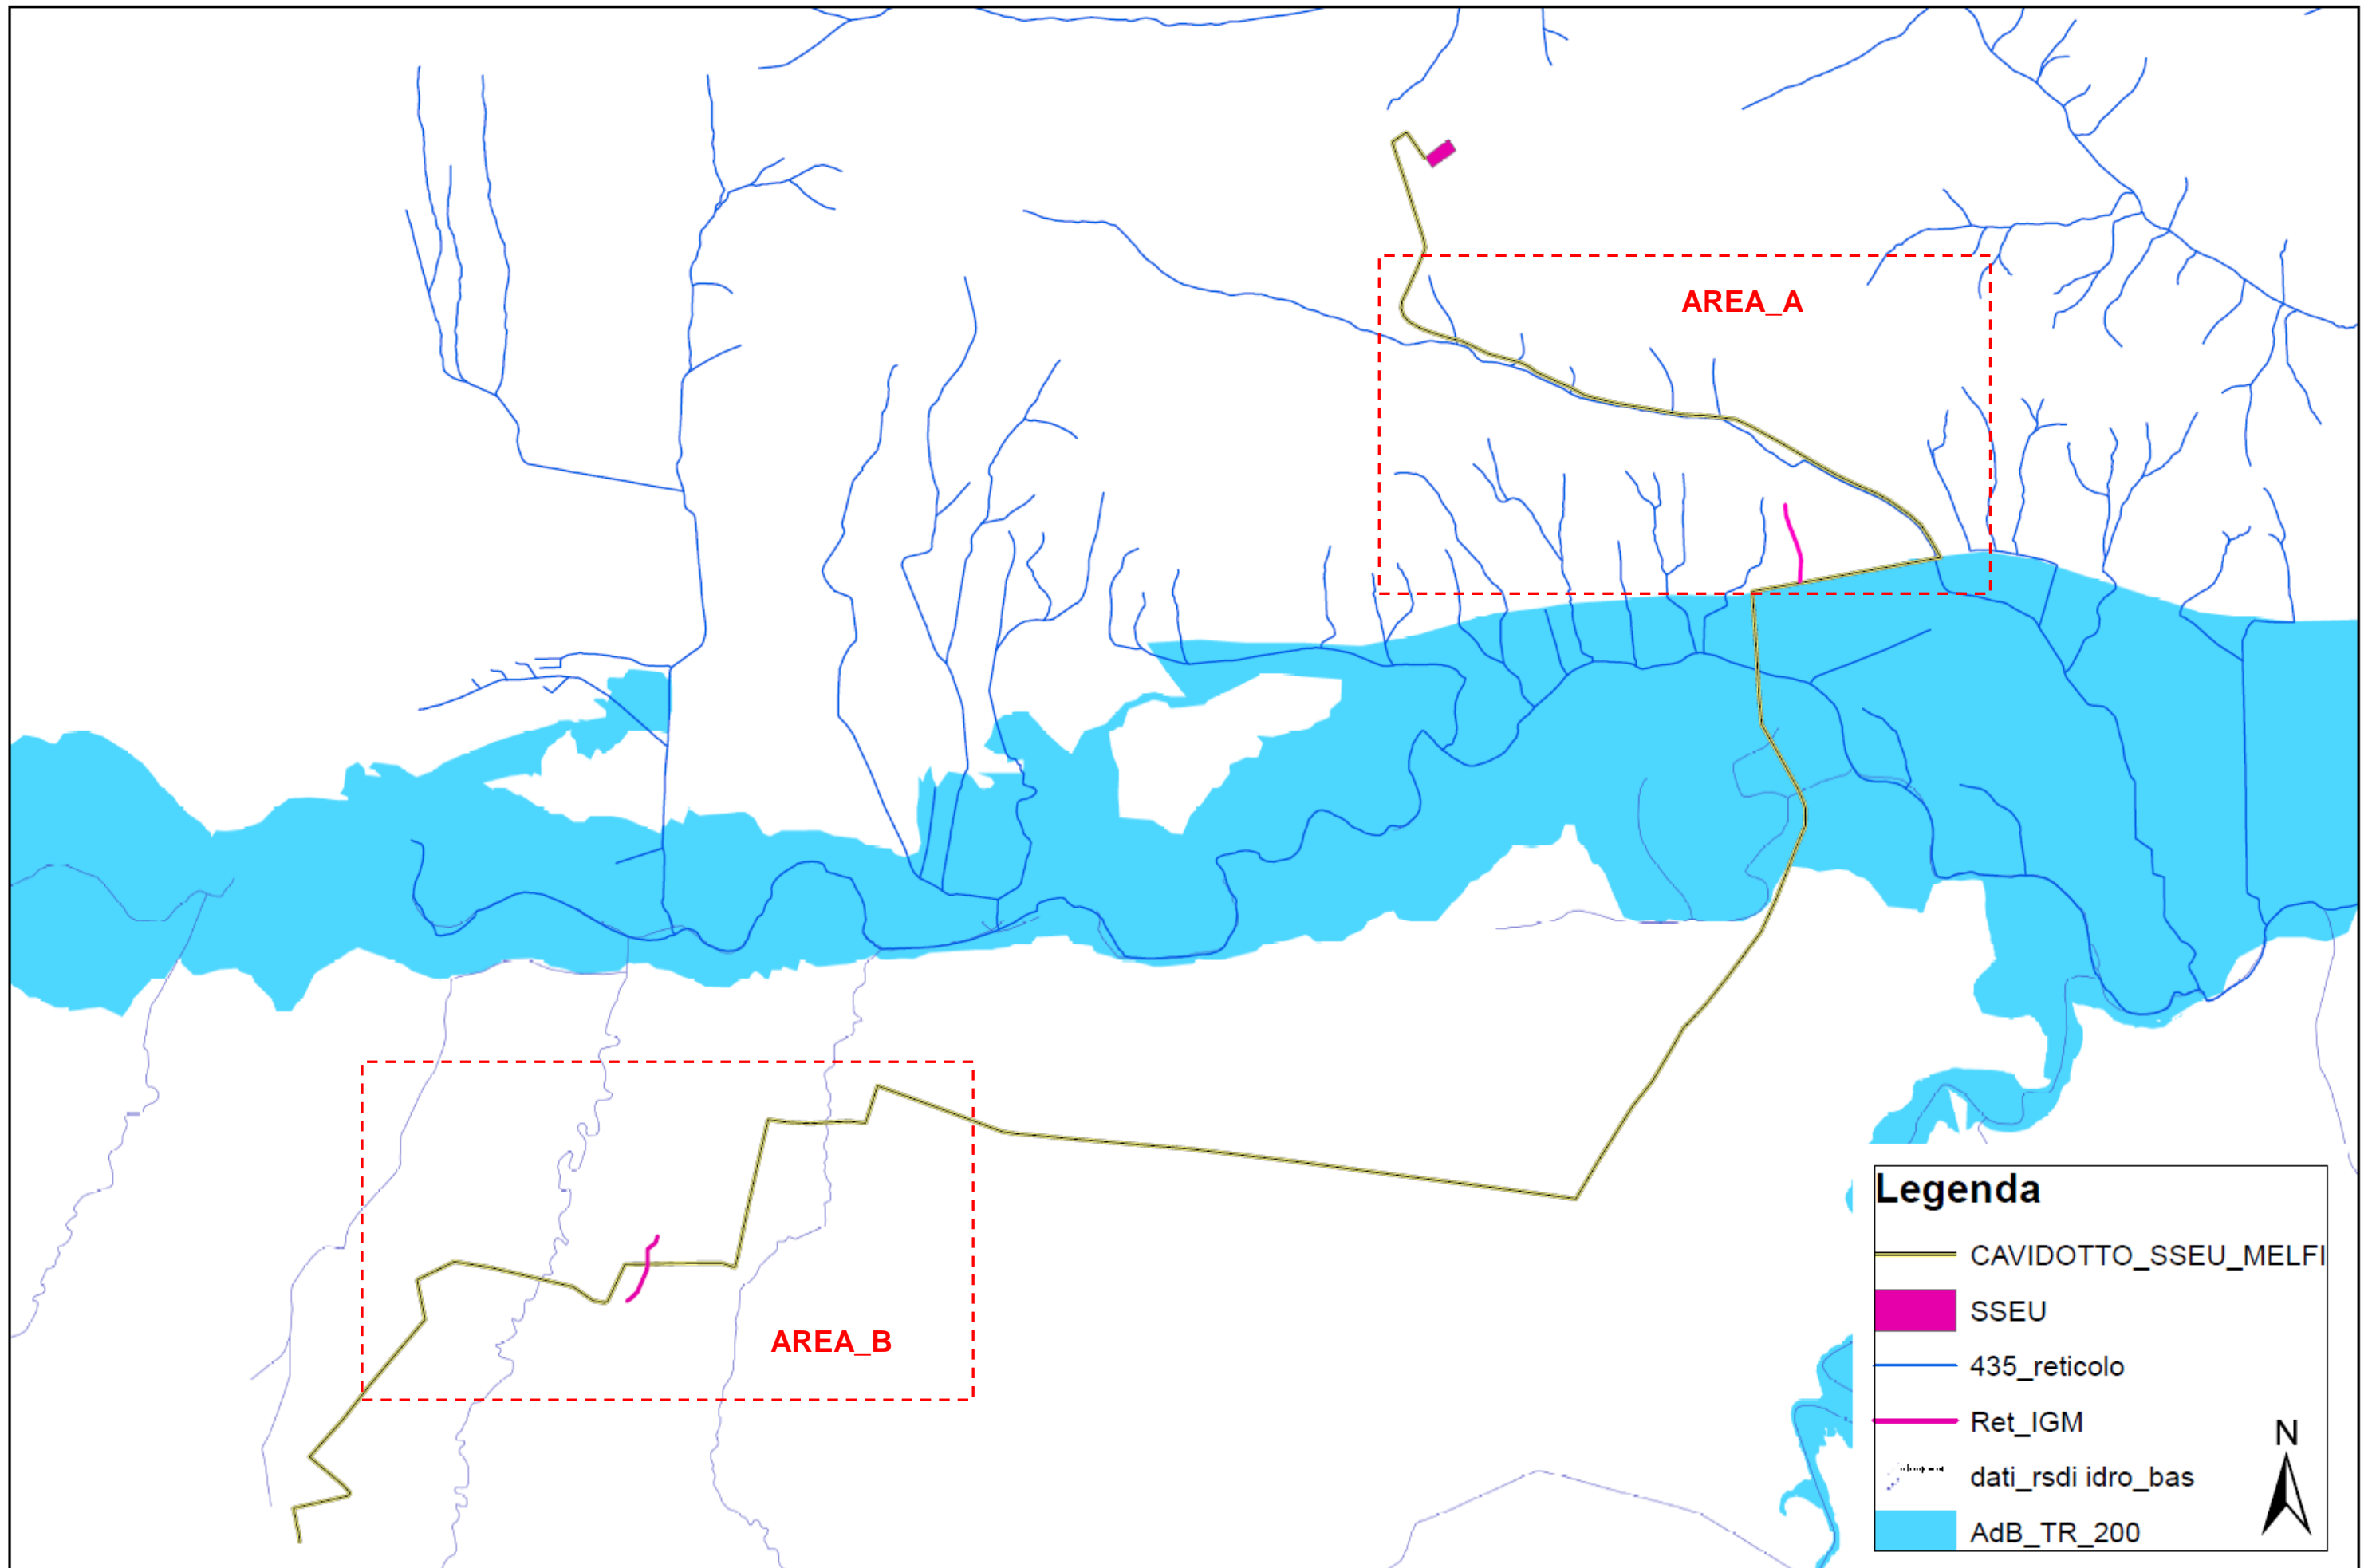 AREA_A
AREA_B
Legenda
CAVIDOTTO_SSEU_MELFI
SSEU
435_reticolo
Ret_IGM
dati_rsdi idro_bas
AdB_TR_200
N